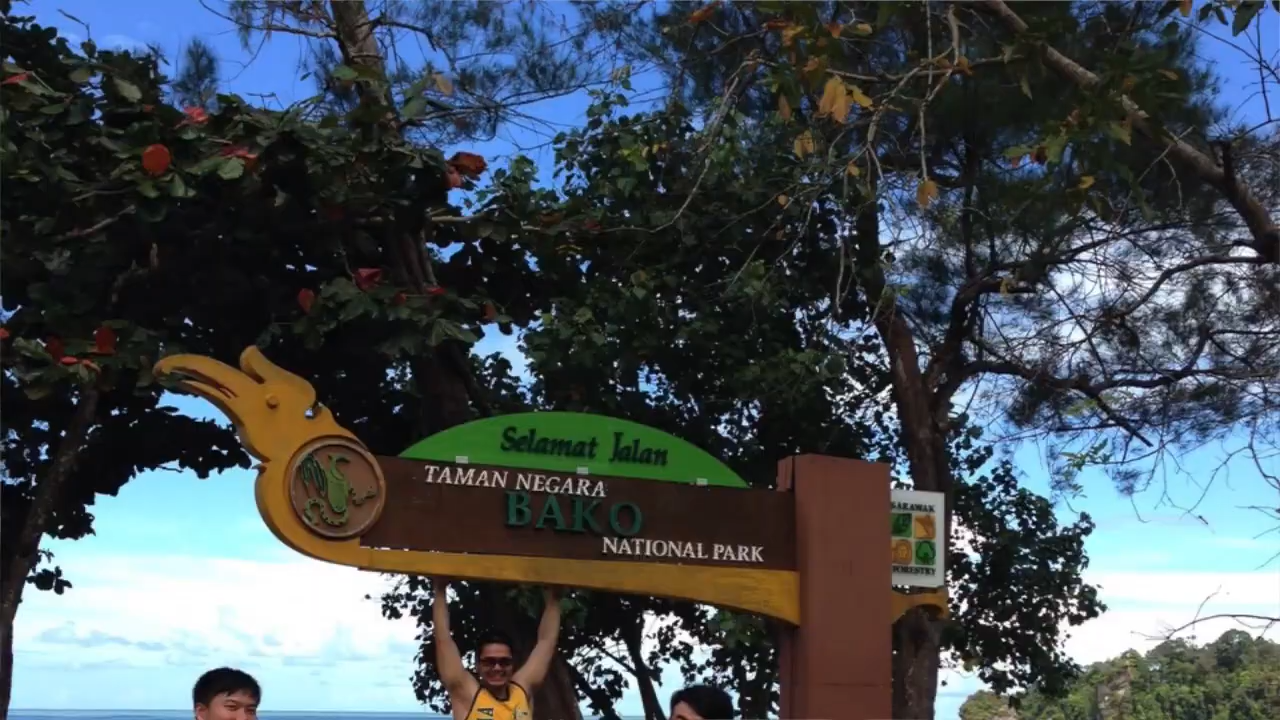 Selamat Jalan
TAMAN NEGARA
BAKO
NATIONAL PARK
SARAWAK
FORESTRY